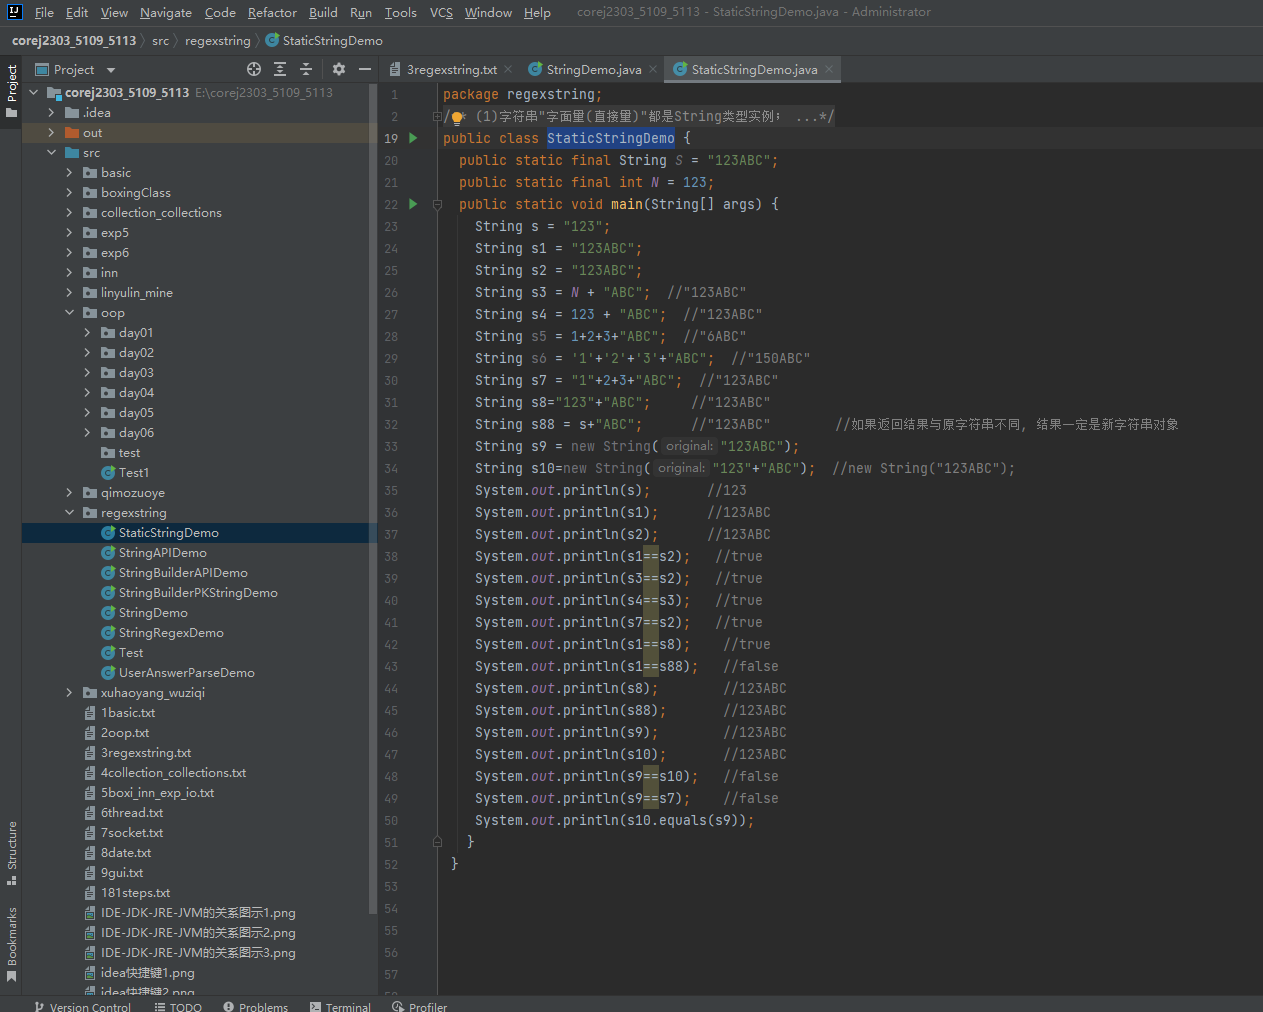 File Edit View Navigate Code Refactor Build Run Tools VCS Window Help corej2303_5109_5113 - StaticStringDemo.java - Administrator
corej2303_5109_5113 src regexstring StaticStringDemo
Project
3regexstring.txt StringDemo.java StaticStringDemo.java
Project
corej2303_5109_5113 E:\corej2303_5109_5113
.idea
out
src
basic
boxingClass
collection_collections
exp5
exp6
inn
linyulin_mine
oop
day01
day02
day03
day04
day05
day06
test
Test1
qimozuoye
regexstring
StaticStringDemo
StringAPIDemo
StringBuilderAPIDemo
StringBuilderPKStringDemo
StringDemo
StringRegexDemo
Test
UserAnswerParseDemo
xuhaoyang_wuziqi
1basic.txt
2oop.txt
3regexstring.txt
4collection_collections.txt
5boxi_inn_exp_io.txt
6thread.txt
7socket.txt
8date.txt
9gui.txt
181steps.txt
IDE-JDK-JRE-JVM的关系图示1.png
IDE-JDK-JRE-JVM的关系图示2.png
IDE-JDK-JRE-JVM的关系图示3.png
idea快捷键1.png
idea快捷键2.png
Structure
Bookmarks
1 package regexstring;
2 /* (1)字符串"字面量(直接量)"都是String类型实例; ...*/
19 public class StaticStringDemo {
20 public static final String S = "123ABC";
21 public static final int N = 123;
22 public static void main(String[] args) {
23 String s = "123";
24 String s1 = "123ABC";
25 String s2 = "123ABC";
26 String s3 = N + "ABC"; //"123ABC"
27 String s4 = 123 + "ABC"; //"123ABC"
28 String s5 = 1+2+3+"ABC"; //"6ABC"
29 String s6 = '1'+'2'+'3'+"ABC"; //"150ABC"
30 String s7 = "1"+2+3+"ABC"; //"123ABC"
31 String s8="123"+"ABC"; //"123ABC"
32 String s88 = s+"ABC"; //"123ABC" //如果返回结果与原字符串不同, 结果一定是新字符串对象
33 String s9 = new String( original: "123ABC");
34 String s10=new String( original: "123"+"ABC"); //new String("123ABC");
35 System.out.println(s); //123
36 System.out.println(s1); //123ABC
37 System.out.println(s2); //123ABC
38 System.out.println(s1==s2); //true
39 System.out.println(s3==s2); //true
40 System.out.println(s4==s3); //true
41 System.out.println(s7==s2); //true
42 System.out.println(s1==s8); //true
43 System.out.println(s1==s88); //false
44 System.out.println(s8); //123ABC
45 System.out.println(s88); //123ABC
46 System.out.println(s9); //123ABC
47 System.out.println(s10); //123ABC
48 System.out.println(s9==s10); //false
49 System.out.println(s9==s7); //false
50 System.out.println(s10.equals(s9));
51 }
52 }
53
54
55
56
57
Version Control TODO Problems Terminal Profiler